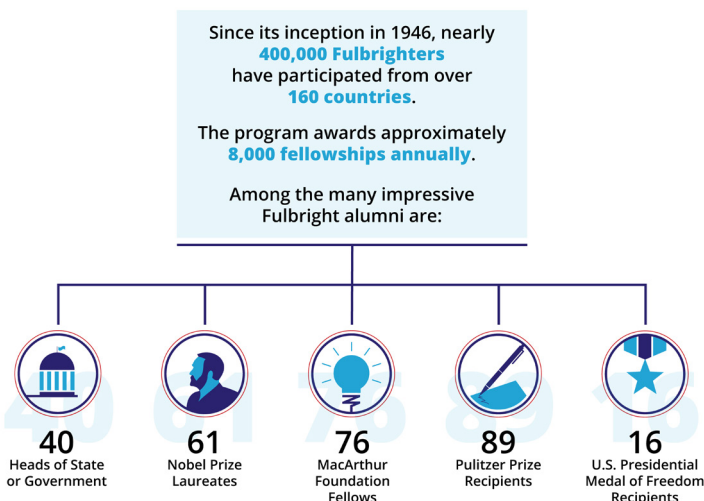 Since its inception in 1946, nearly
400,000 Fulbrighters
have participated from over
160 countries.
The program awards approximately
8,000 fellowships annually.
Among the many impressive
Fulbright alumni are:
40
Heads of State
or Government
61
Nobel Prize
Laureates
76
MacArthur
Foundation
Fellows
89
Pulitzer Prize
Recipients
16
U.S. Presidential
Medal of Freedom
Recipients